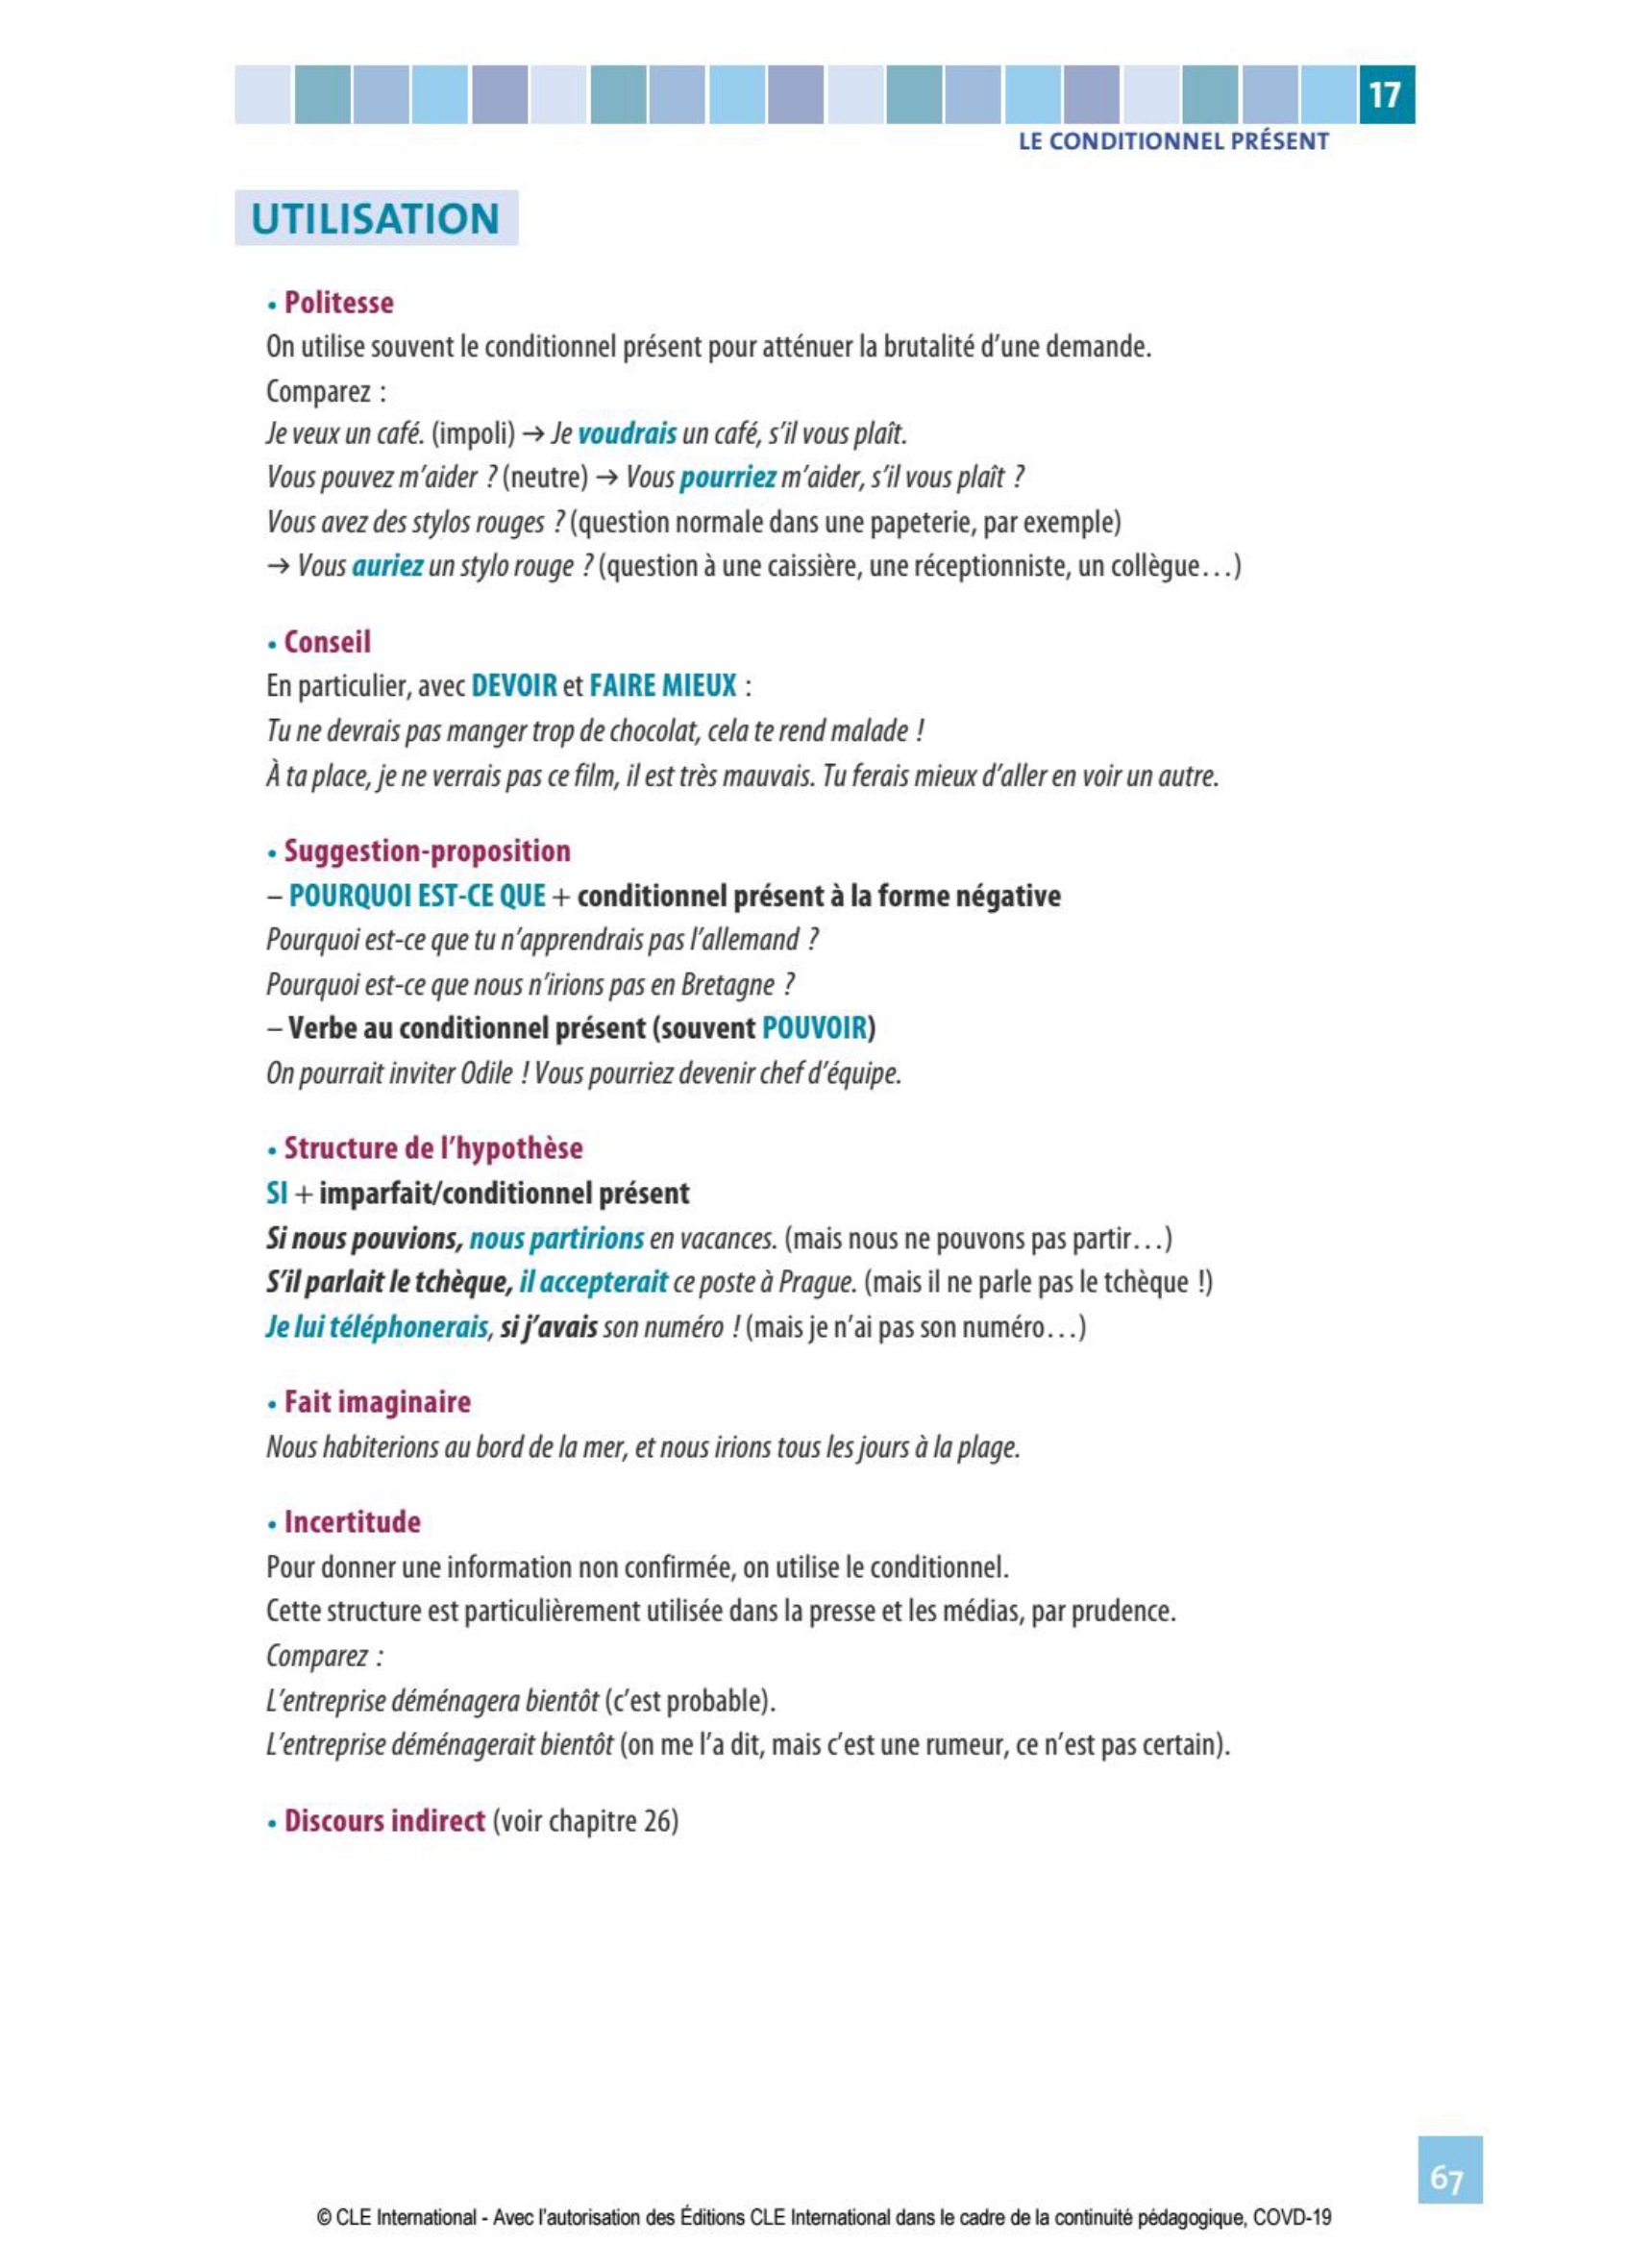 17
LE CONDITIONNEL PRÉSENT
UTILISATION
• Politesse
On utilise souvent le conditionnel présent pour atténuer la brutalité d’une demande.
Comparez :
Je veux un café. (impoli) → Je voudrais un café, s’il vous plaît.
Vous pouvez m’aider ? (neutre) → Vous pourriez m’aider, s’il vous plaît ?
Vous avez des stylos rouges ? (question normale dans une papeterie, par exemple)
→ Vous auriez un stylo rouge ? (question à une caissière, une réceptionniste, un collègue…)
• Conseil
En particulier, avec DEVOIR et FAIRE MIEUX :
Tu ne devrais pas manger trop de chocolat, cela te rend malade !
À ta place, je ne verrais pas ce film, il est très mauvais. Tu ferais mieux d’aller en voir un autre.
• Suggestion-proposition
– POURQUOI EST-CE QUE + conditionnel présent à la forme négative
Pourquoi est-ce que tu n’apprendrais pas l’allemand ?
Pourquoi est-ce que nous n’irions pas en Bretagne ?
– Verbe au conditionnel présent (souvent POUVOIR)
On pourrait inviter Odile ! Vous pourriez devenir chef d’équipe.
• Structure de l’hypothèse
SI + imparfait/conditionnel présent
Si nous pouvions, nous partirions en vacances. (mais nous ne pouvons pas partir…)
S’il parlait le tchèque, il accepterait ce poste à Prague. (mais il ne parle pas le tchèque !)
Je lui téléphonerais, si j’avais son numéro ! (mais je n’ai pas son numéro…)
• Fait imaginaire
Nous habiterions au bord de la mer, et nous irions tous les jours à la plage.
• Incertitude
Pour donner une information non confirmée, on utilise le conditionnel.
Cette structure est particulièrement utilisée dans la presse et les médias, par prudence.
Comparez :
L’entreprise déménagera bientôt (c’est probable).
L’entreprise déménagerait bientôt (on me l’a dit, mais c’est une rumeur, ce n’est pas certain).
• Discours indirect (voir chapitre 26)
67
© CLE International - Avec l’autorisation des Éditions CLE International dans le cadre de la continuité pédagogique, COVD-19